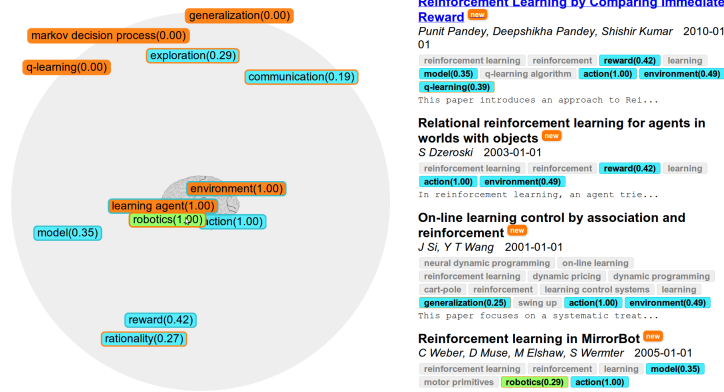 generalization(0.00)
markov decision process(0.00)
exploration(0.29)
q-learning(0.00)
communication(0.19)
environment(1.00)
learning agent(1.00)
robotics(1.00)
action(1.00)
model(0.35)
reward(0.42)
rationality(0.27)
Reinforcement Learning by Comparing Immediate
Reward new
Punit Pandey, Deepshikha Pandey, Shishir Kumar 2010-01
01
reinforcement learning reinforcement reward(0.42) learning
model(0.35) q-learning algorithm action(1.00) environment(0.49)
q-learning(0.39)
This paper introduces an approach to Rei...
Relational reinforcement learning for agents in
worlds with objects new
S Dzeroski 2003-01-01
reinforcement learning reinforcement reward(0.42) learning
action(1.00) environment(0.49)
In reinforcement learning, an agent trie...
On-line learning control by association and
reinforcement new
J Si, Y T Wang 2001-01-01
neural dynamic programming on-line learning
reinforcement learning dynamic pricing dynamic programming
cart-pole reinforcement learning control systems learning
generalization(0.25) swing up action(1.00) environment(0.49)
This paper focuses on a systematic treat...
Reinforcement learning in MirrorBot new
C Weber, D Muse, M Elshaw, S Wermter 2005-01-01
reinforcement learning reinforcement learning model(0.35)
motor primitives robotics(0.29) action(1.00)